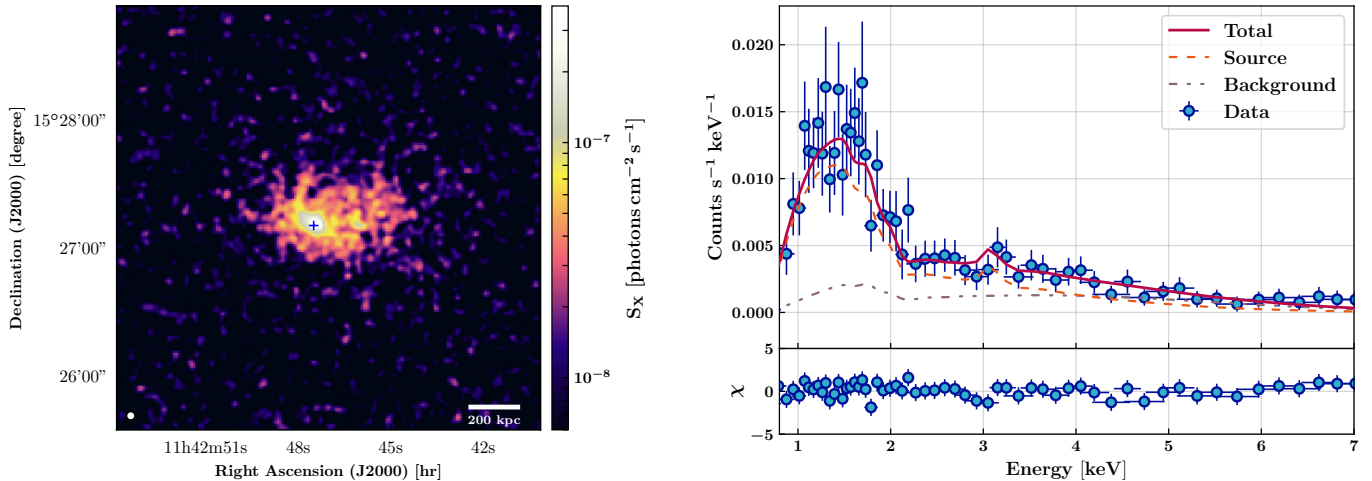 Declination (J2000) [degree]
15°28'00"
27'00"
26'00"
200 kpc
11h42m51s 48s 45s 42s
Right Ascension (J2000) [hr]
10⁻⁷
10⁻⁸
S_X [photons cm⁻² s⁻¹]
Total
Source
Background
Data
Counts s⁻¹ keV⁻¹
0.020
0.015
0.010
0.005
0.000
5
0
−5
χ
1 2 3 4 5 6 7
Energy [keV]